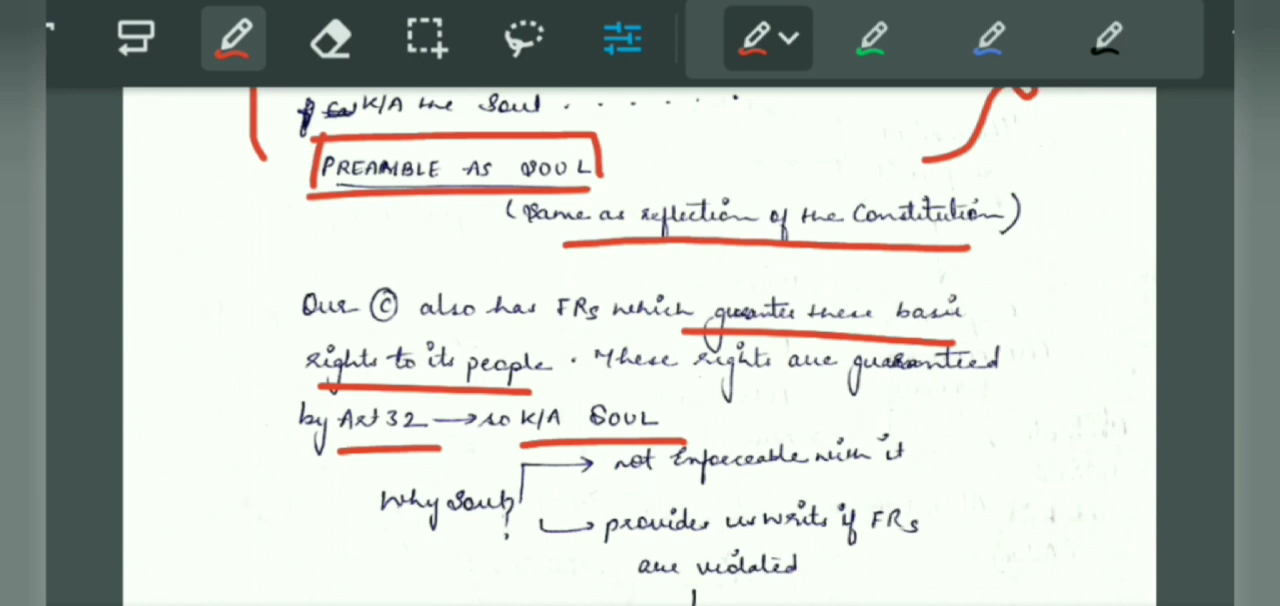 K/A the Soul . . . . . .
PREAMBLE AS SOUL
(Same as reflection of the Constitution)
Our © also has FRs which guarantee these basic
rights to its people . These rights are guaranteed
by Art 32 → so K/A SOUL
Why Soul?
→ not Enforceable with it
→ provides us writs if FRs
are violated